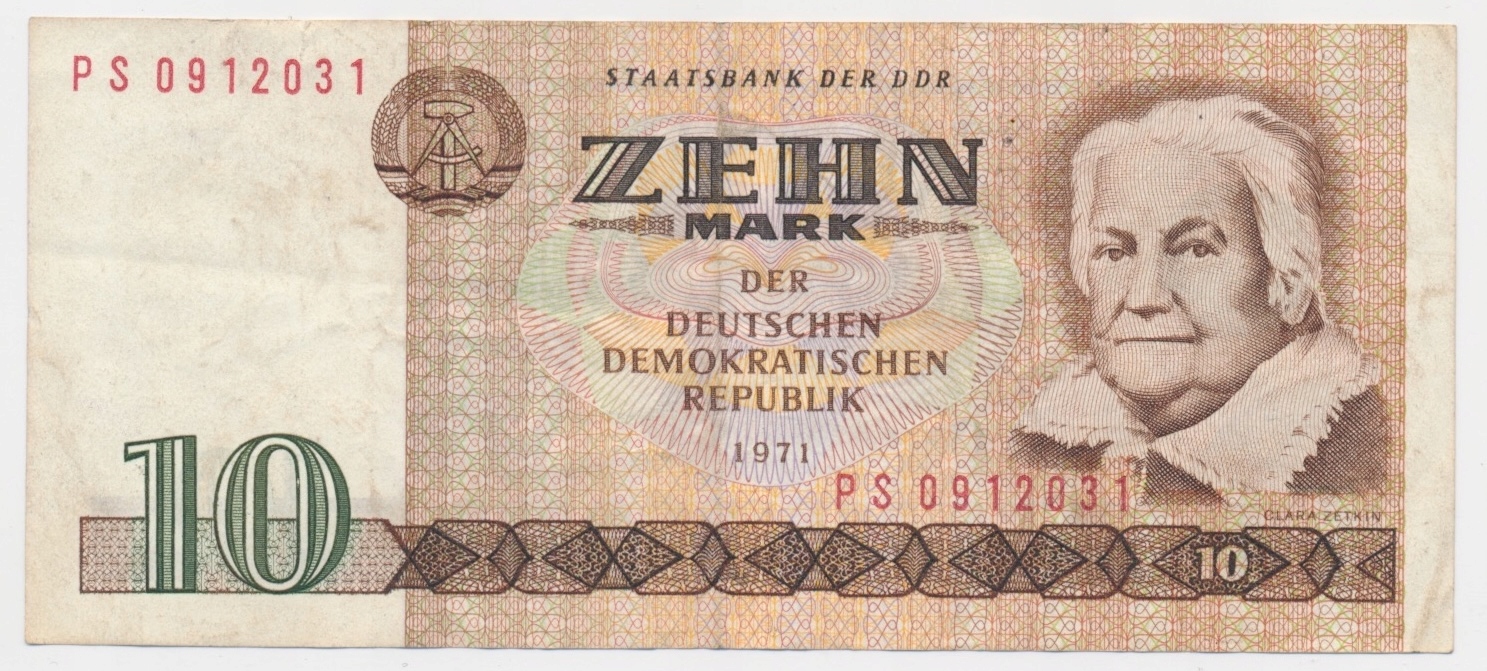 PS 0912031
STAATSBANK DER DDR
ZEHN
MARK
DER
DEUTSCHEN
DEMOKRATISCHEN
REPUBLIK
1971
PS 0912031
CLARA ZETKIN
10
10